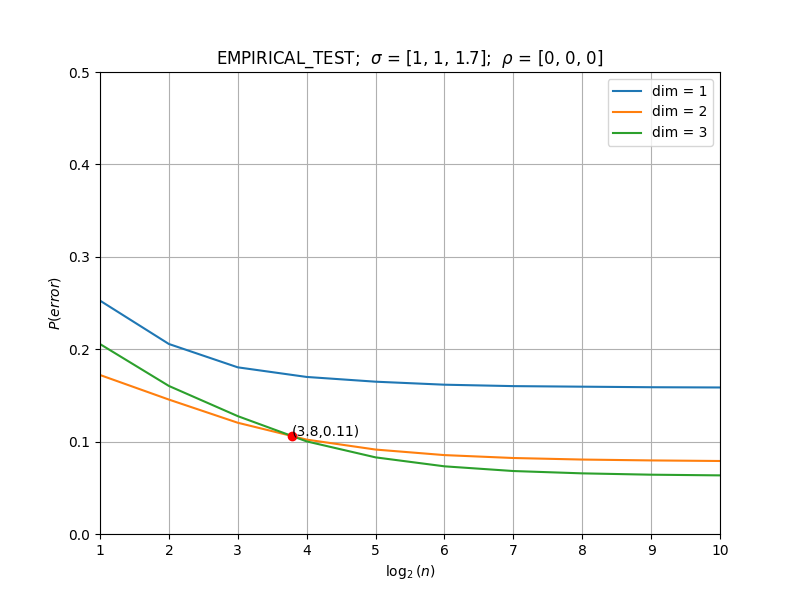 EMPIRICAL_TEST;  σ = [1, 1, 1.7];  ρ = [0, 0, 0]
dim = 1
dim = 2
dim = 3
0.5
0.4
0.3
0.2
0.1
0.0
P(error)
(3.8,0.11)
1 2 3 4 5 6 7 8 9 10
log₂(n)